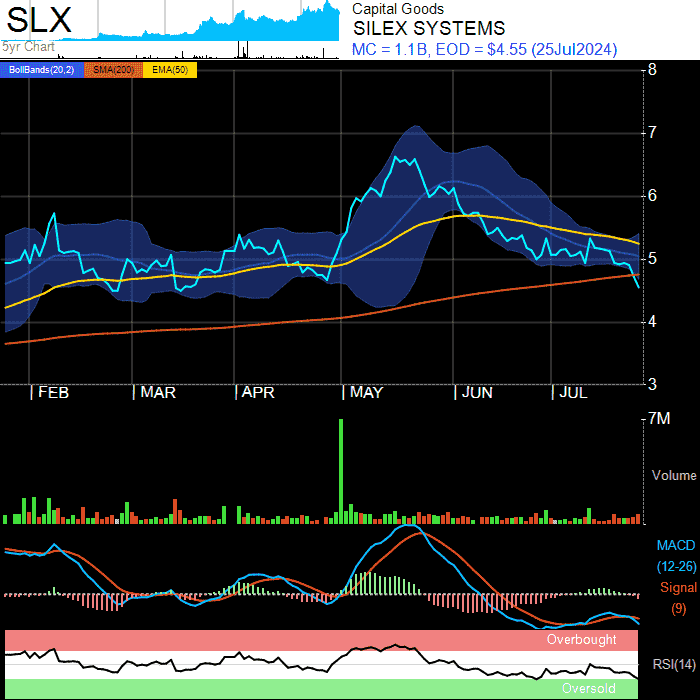 SLX
5yr Chart
Capital Goods
SILEX SYSTEMS
MC = 1.1B, EOD = $4.55 (25Jul2024)
BollBands(20,2) SMA(200) EMA(50)
8
7
6
5
4
3
| FEB | MAR | APR | MAY | JUN | JUL
7M
Volume
MACD
(12-26)
Signal
(9)
Overbought
RSI(14)
Oversold